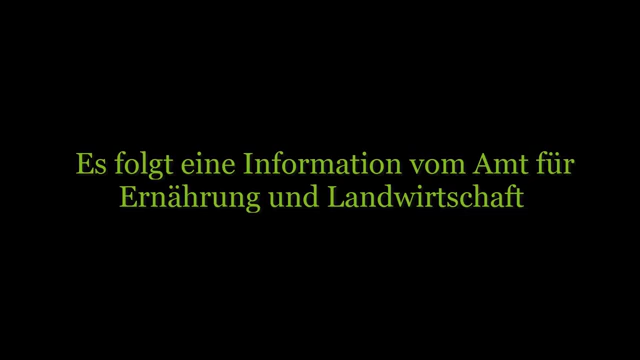 Es folgt eine Information vom Amt für
Ernährung und Landwirtschaft